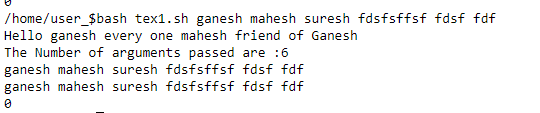 0
/home/user_$bash tex1.sh ganesh mahesh suresh fdsfsffsf fdsf fdf
Hello ganesh every one mahesh friend of Ganesh
The Number of arguments passed are :6
ganesh mahesh suresh fdsfsffsf fdsf fdf
ganesh mahesh suresh fdsfsffsf fdsf fdf
0